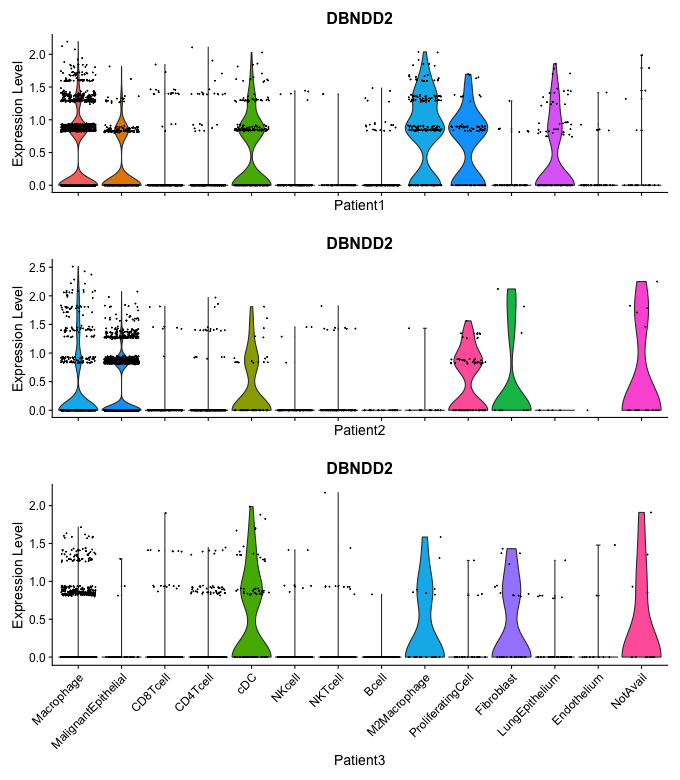 DBNDD2
Expression Level
2.0
1.5
1.0
0.5
0.0
Patient1
DBNDD2
Expression Level
2.5
2.0
1.5
1.0
0.5
0.0
Patient2
DBNDD2
Expression Level
2.0
1.5
1.0
0.5
0.0
Macrophage
MalignantEpithelial
CD8Tcell
CD4Tcell
cDC
NKcell
NKTcell
Bcell
M2Macrophage
ProliferatingCell
Fibroblast
LungEpithelium
Endothelium
NotAvail
Patient3